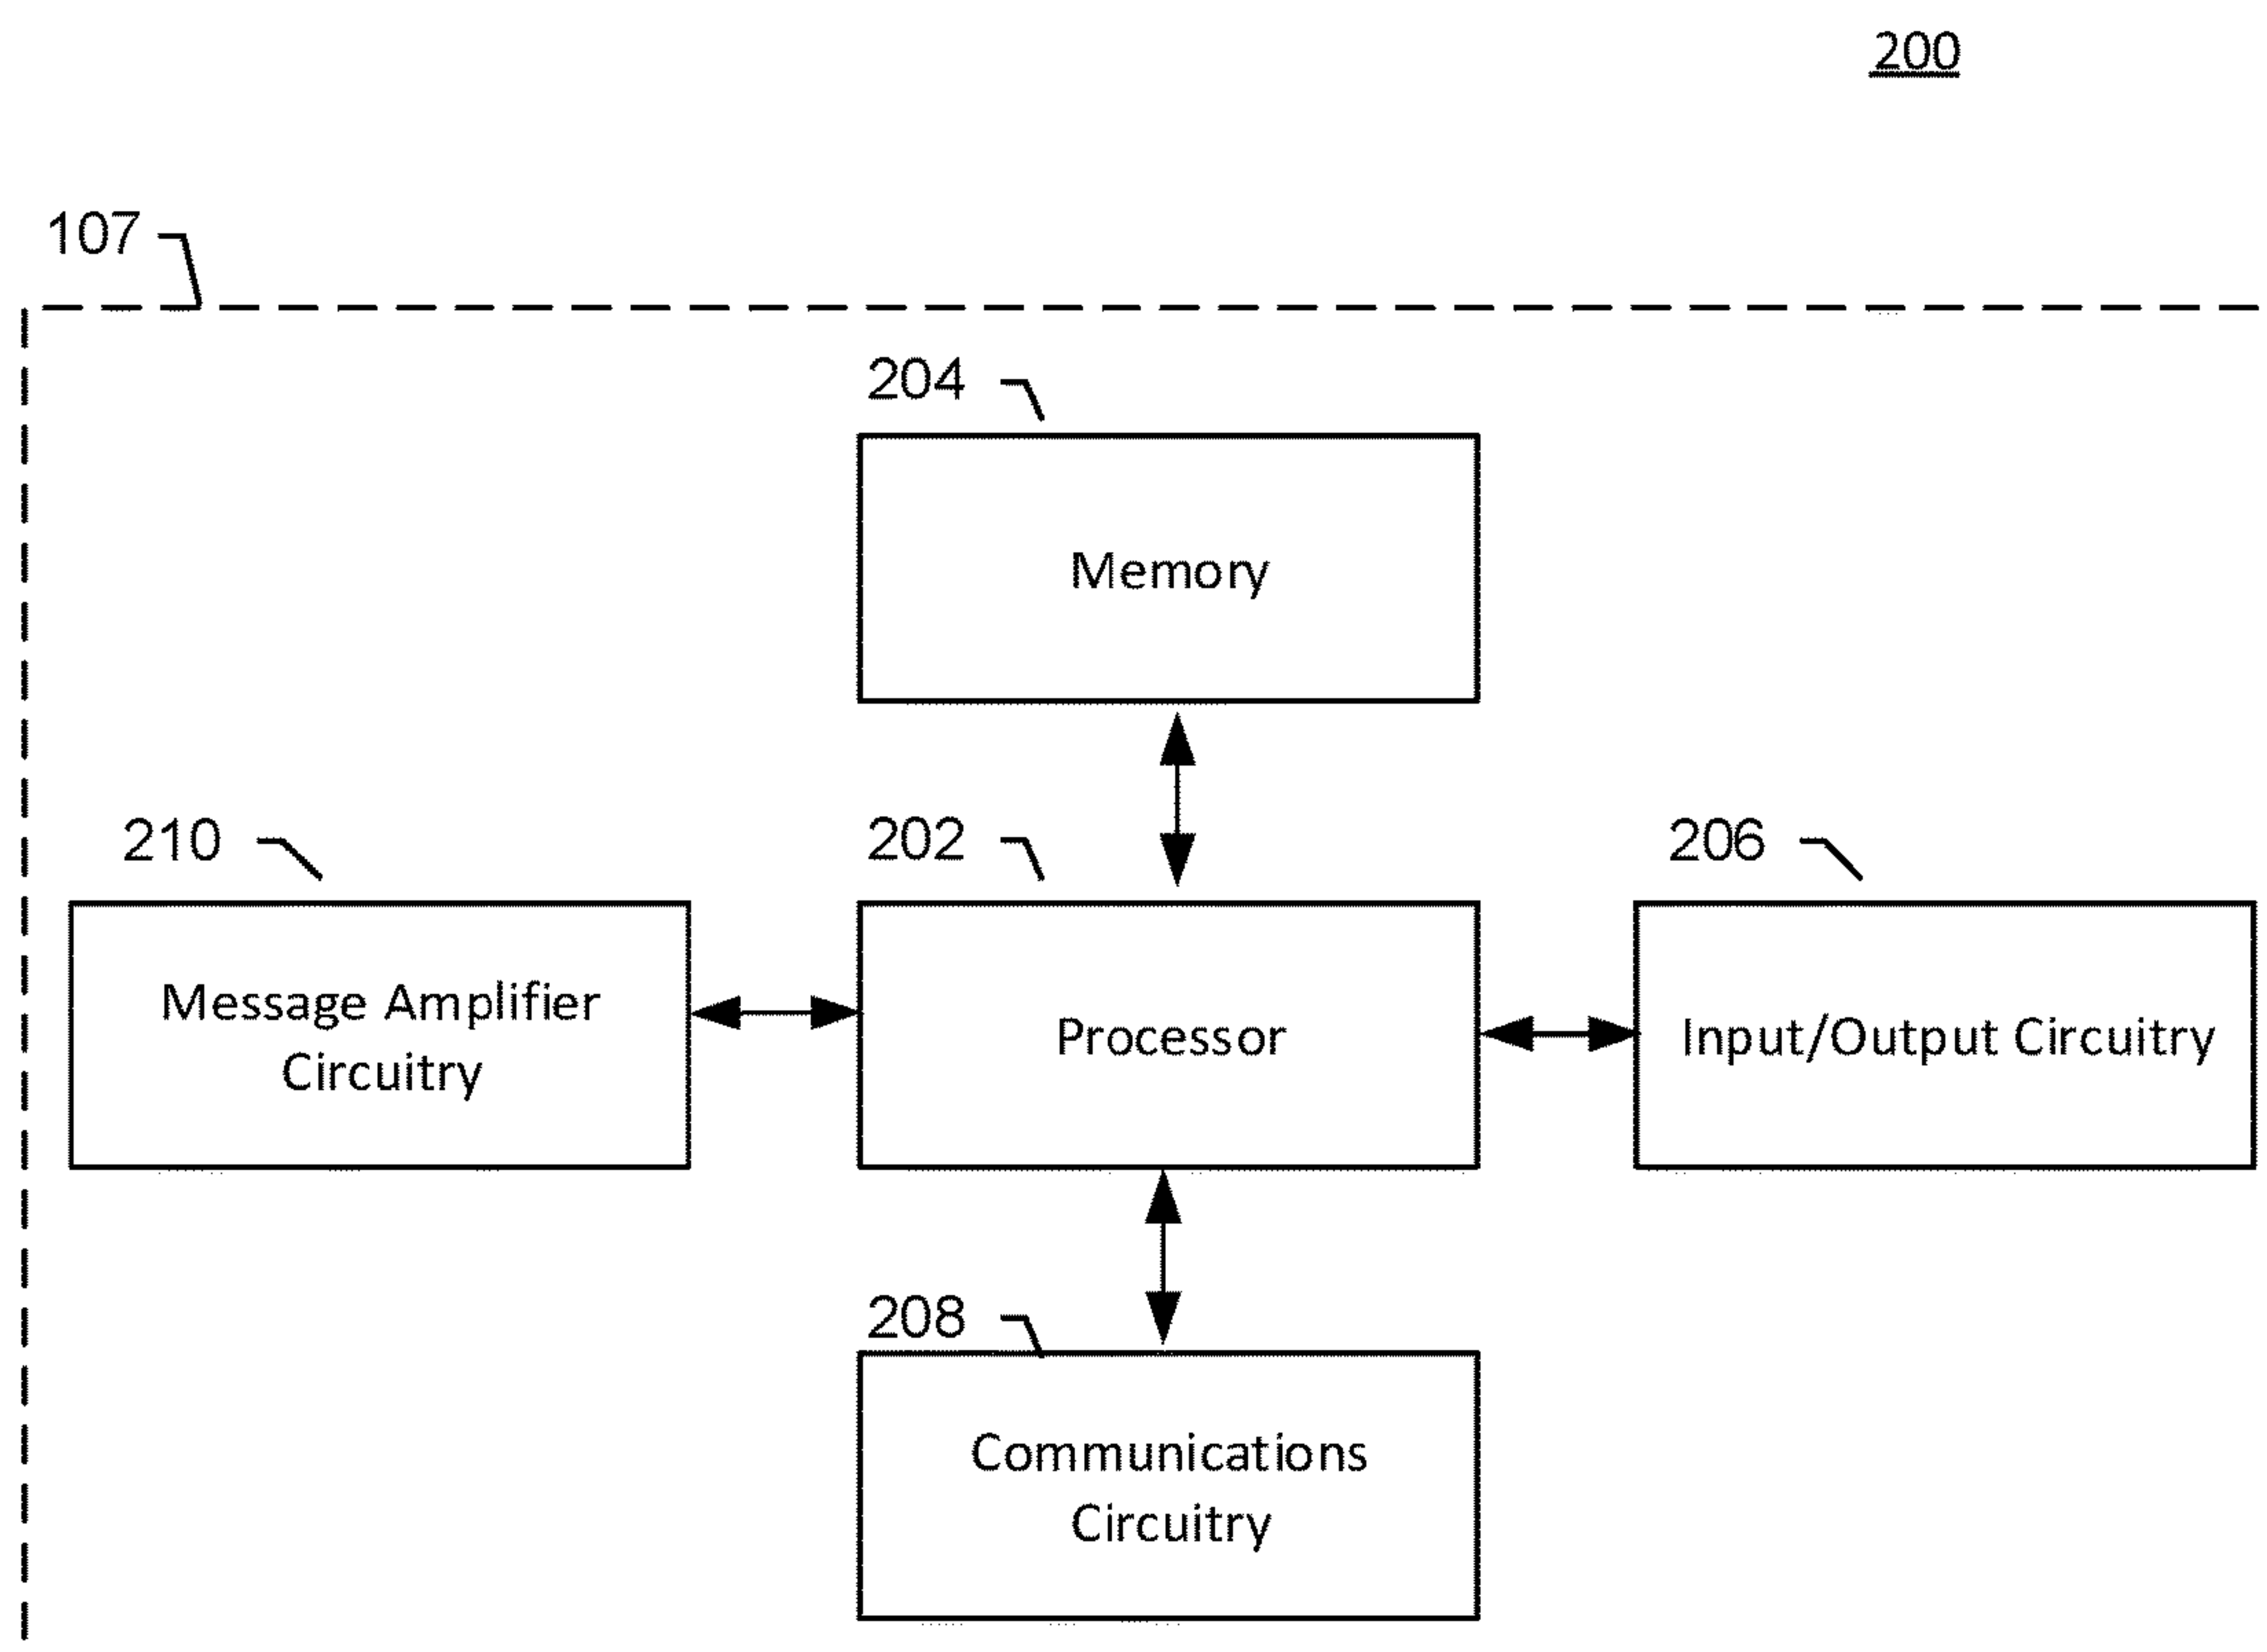 200
107
204
Memory
210
202
206
Message Amplifier
Circuitry
Processor
Input/Output Circuitry
208
Communications
Circuitry